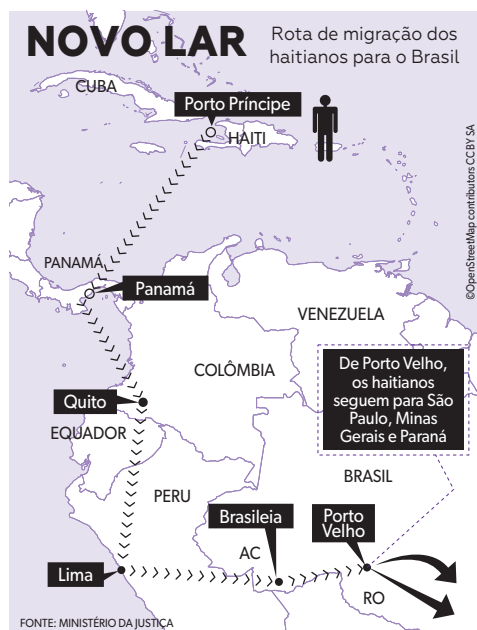 NOVO LAR
Rota de migração dos
haitianos para o Brasil
CUBA
Porto Príncipe
HAITI
©OpenStreetMap contributors CC BY SA
PANAMÁ
Panamá
VENEZUELA
COLÔMBIA
De Porto Velho,
os haitianos
seguem para São
Paulo, Minas
Gerais e Paraná
Quito
EQUADOR
BRASIL
PERU
Brasileia
Porto
Velho
AC
Lima
RO
FONTE: MINISTÉRIO DA JUSTIÇA